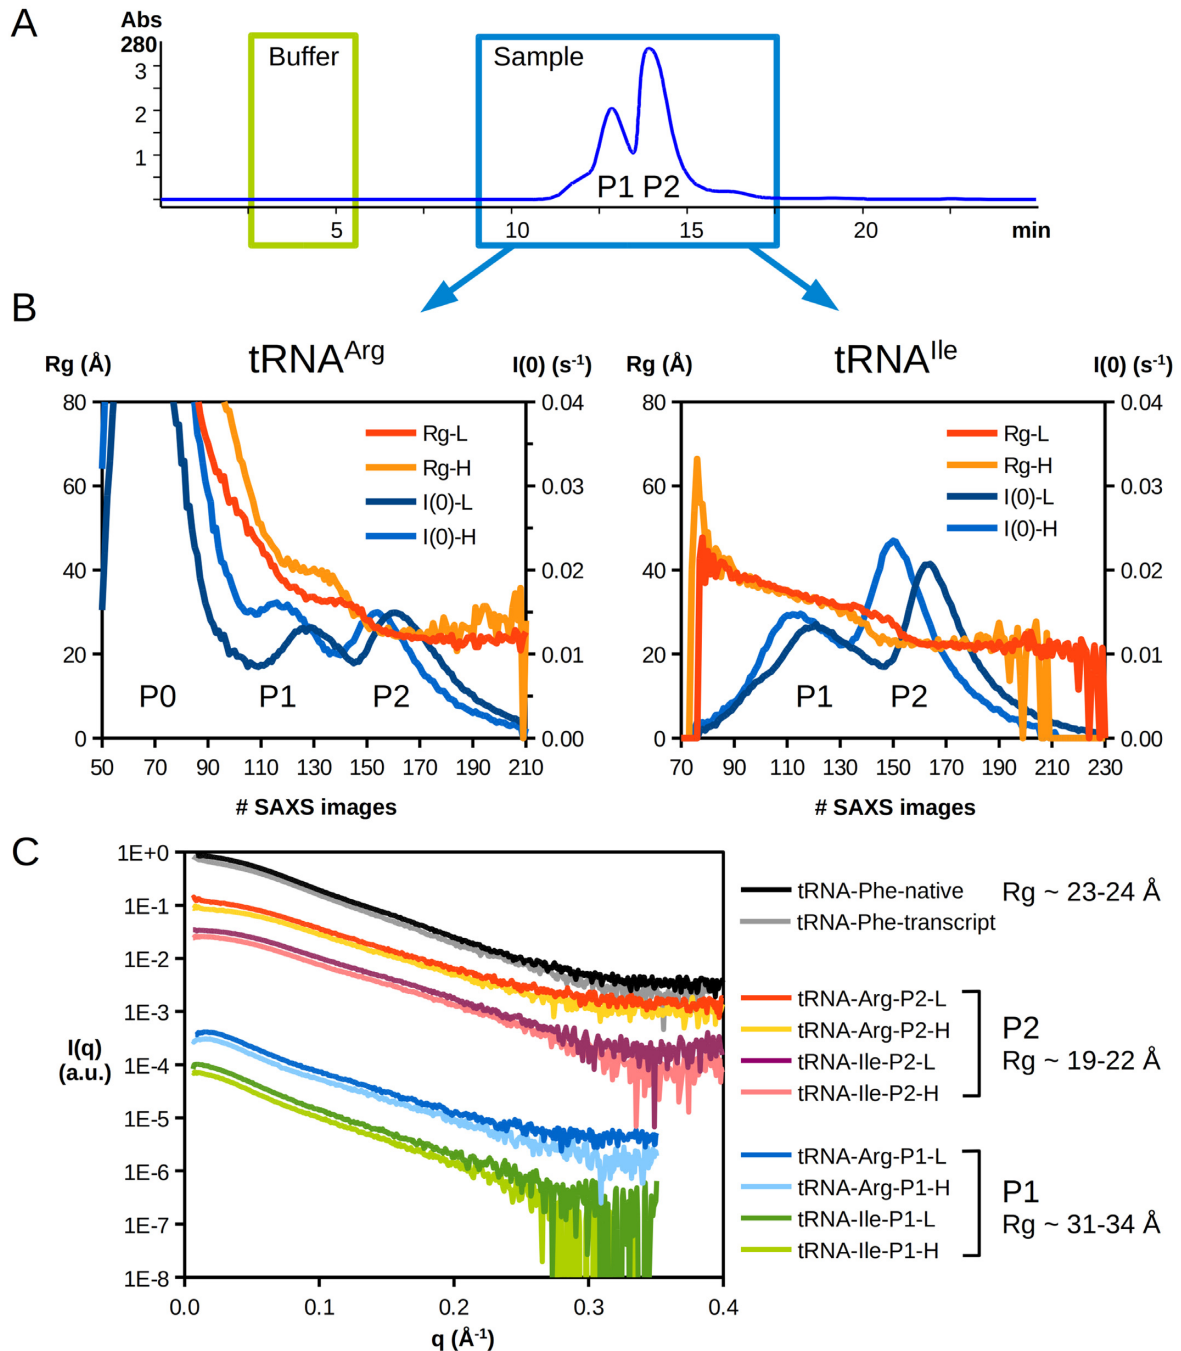 A
Abs
280
3
2
1
Buffer
Sample
P1 P2
5
10
15
20
min
B
tRNA^Arg
Rg (Å)
I(0) (s⁻¹)
80
60
40
20
0
0.04
0.03
0.02
0.01
0.00
Rg-L
Rg-H
I(0)-L
I(0)-H
P0
P1
P2
50 70 90 110 130 150 170 190 210
# SAXS images
tRNA^Ile
Rg (Å)
I(0) (s⁻¹)
80
60
40
20
0
0.04
0.03
0.02
0.01
0.00
Rg-L
Rg-H
I(0)-L
I(0)-H
P1
P2
70 90 110 130 150 170 190 210 230
# SAXS images
C
1E+0
1E-1
1E-2
1E-3
1E-4
1E-5
1E-6
1E-7
1E-8
I(q)
(a.u.)
0.0 0.1 0.2 0.3 0.4
q (Å⁻¹)
tRNA-Phe-native
tRNA-Phe-transcript
Rg ~ 23-24 Å
tRNA-Arg-P2-L
tRNA-Arg-P2-H
tRNA-Ile-P2-L
tRNA-Ile-P2-H
P2
Rg ~ 19-22 Å
tRNA-Arg-P1-L
tRNA-Arg-P1-H
tRNA-Ile-P1-L
tRNA-Ile-P1-H
P1
Rg ~ 31-34 Å